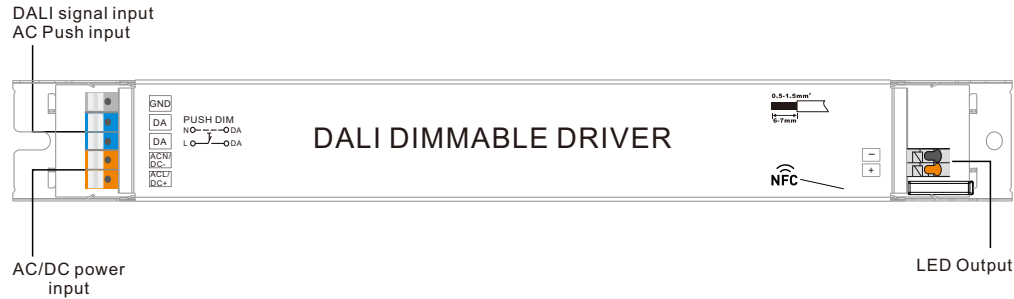 DALI signal input
AC Push input
GND
DA
DA
ACN/
DC-
ACL/
DC+
PUSH DIM
N DA
L DA
DALI DIMMABLE DRIVER
0.5-1.5mm²
6-7mm
NFC
–
+
AC/DC power
input
LED Output